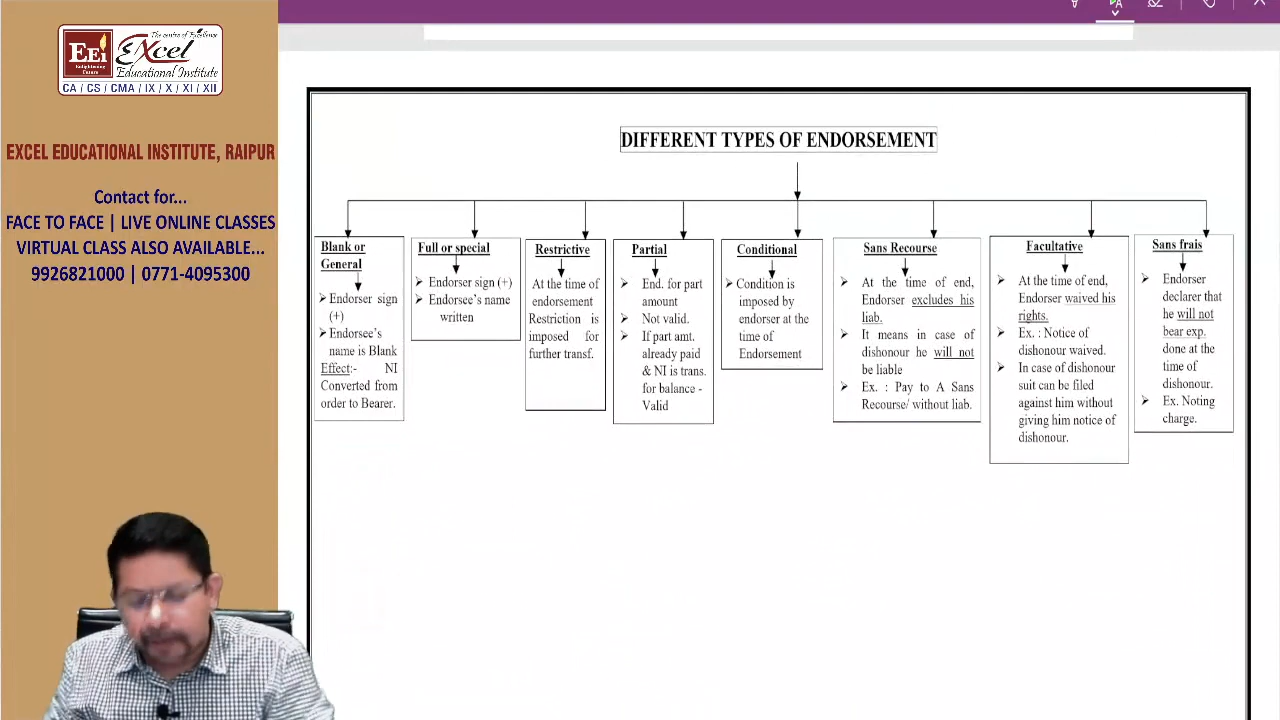 The centre of Excellence
EEi
Enlightening
Excel
Educational Institute
CA / CS / CMA / IX / X / XI / XII
EXCEL EDUCATIONAL INSTITUTE, RAIPUR
Contact for...
FACE TO FACE | LIVE ONLINE CLASSES
VIRTUAL CLASS ALSO AVAILABLE...
9926821000 | 0771-4095300
DIFFERENT TYPES OF ENDORSEMENT
Blank or
General
➢ Endorser sign
(+)
➢ Endorsee's
name is Blank
Effect:- NI
Converted from
order to Bearer.
Full or special
➢ Endorser sign (+)
➢ Endorsee's name
written
Restrictive
At the time of
endorsement
Restriction is
imposed for
further transf.
Partial
➢ End. for part
amount
➢ Not valid.
➢ If part amt.
already paid
& NI is trans.
for balance -
Valid
Conditional
➢ Condition is
imposed by
endorser at the
time of
Endorsement
Sans Recourse
➢ At the time of end,
Endorser excludes his
liab.
➢ It means in case of
dishonour he will not
be liable
➢ Ex. : Pay to A Sans
Recourse/ without liab.
Facultative
➢ At the time of end,
Endorser waived his
rights.
➢ Ex. : Notice of
dishonour waived.
➢ In case of dishonour
suit can be filed
against him without
giving him notice of
dishonour.
Sans frais
➢ Endorser
declarer that
he will not
bear exp.
done at the
time of
dishonour.
➢ Ex. Noting
charge.